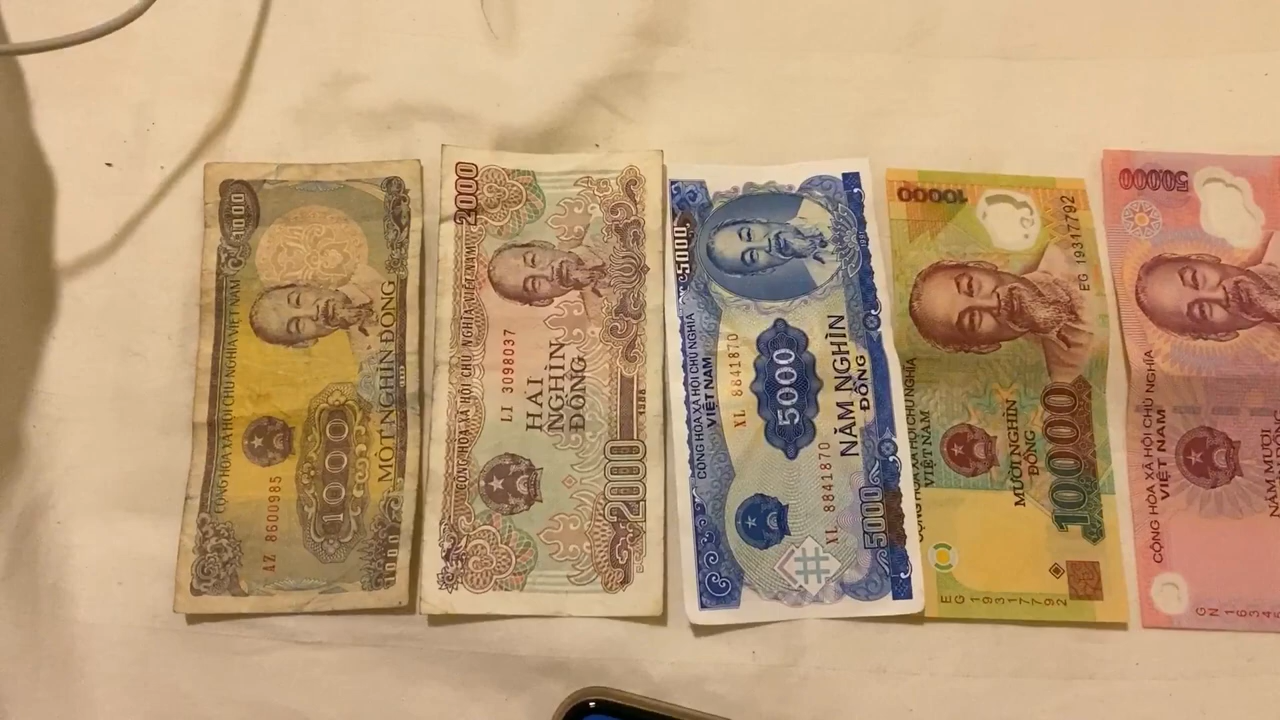 1000
CỘNG HÒA XÃ HỘI CHỦ NGHĨA VIỆT NAM
AZ 8600985
1000
MỘT NGHÌN ĐỒNG
1000
2000
CỘNG HÒA XÃ HỘI CHỦ NGHĨA VIỆT NAM
LI 3098037
HAI
NGHÌN
ĐỒNG
2000
1988
5000
CỘNG HÒA XÃ HỘI CHỦ NGHĨA
VIỆT NAM
XL 8841870
5000
XL 8841870
NĂM NGHÌN
ĐỒNG
5000
1991
10000
CỘNG HÒA XÃ HỘI CHỦ NGHĨA
VIỆT NAM
MƯỜI NGHÌN
ĐỒNG
10000
EG 19317792
EG 19317792
50000
CỘNG HÒA XÃ HỘI CHỦ NGHĨA
VIỆT NAM
NĂM MƯƠI
GN 1634